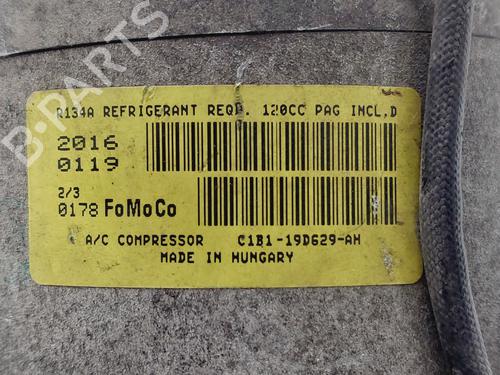 R134A REFRIGERANT REQD. 120CC PAG INCL,D
2016
0119
2/3
0178 FoMoCo
A/C COMPRESSOR C1B1-19D629-AH
MADE IN HUNGARY
B-PARTS